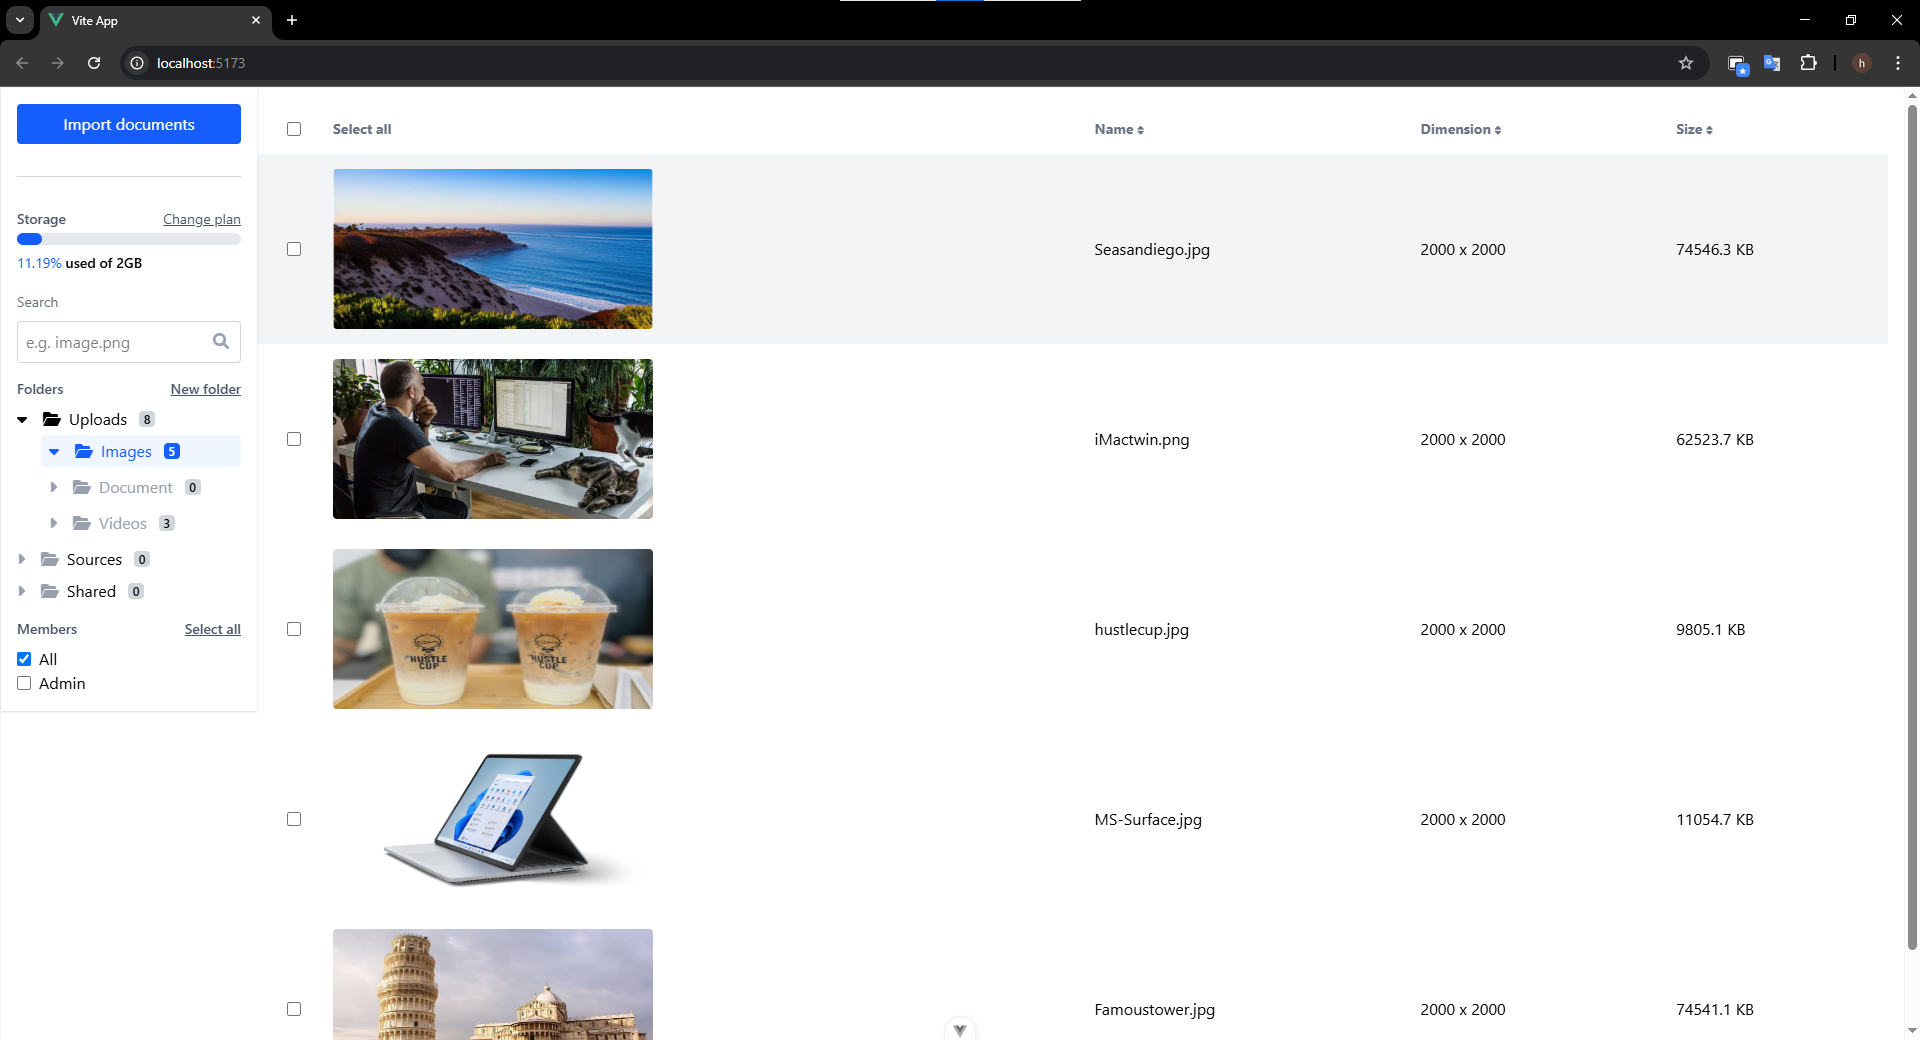 Vite App
localhost:5173
h
Import documents
Storage
Change plan
11.19% used of 2GB
Search
e.g. image.png
Folders
New folder
Uploads 8
Images 5
Document 0
Videos 3
Sources 0
Shared 0
Members
Select all
All
Admin
Select all
Name
Dimension
Size
Seasandiego.jpg
2000 x 2000
74546.3 KB
iMactwin.png
2000 x 2000
62523.7 KB
HUSTLE
CUP
HUSTLE
CUP
hustlecup.jpg
2000 x 2000
9805.1 KB
MS-Surface.jpg
2000 x 2000
11054.7 KB
Famoustower.jpg
2000 x 2000
74541.1 KB